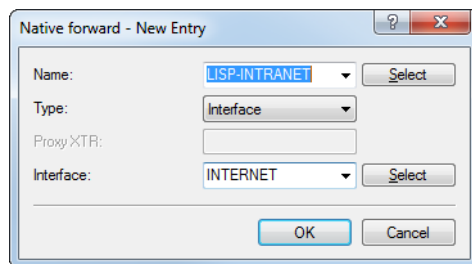 Native forward - New Entry
?
Name: LISP-INTRANET Select
Type: Interface
Proxy XTR:
Interface: INTERNET Select
OK Cancel